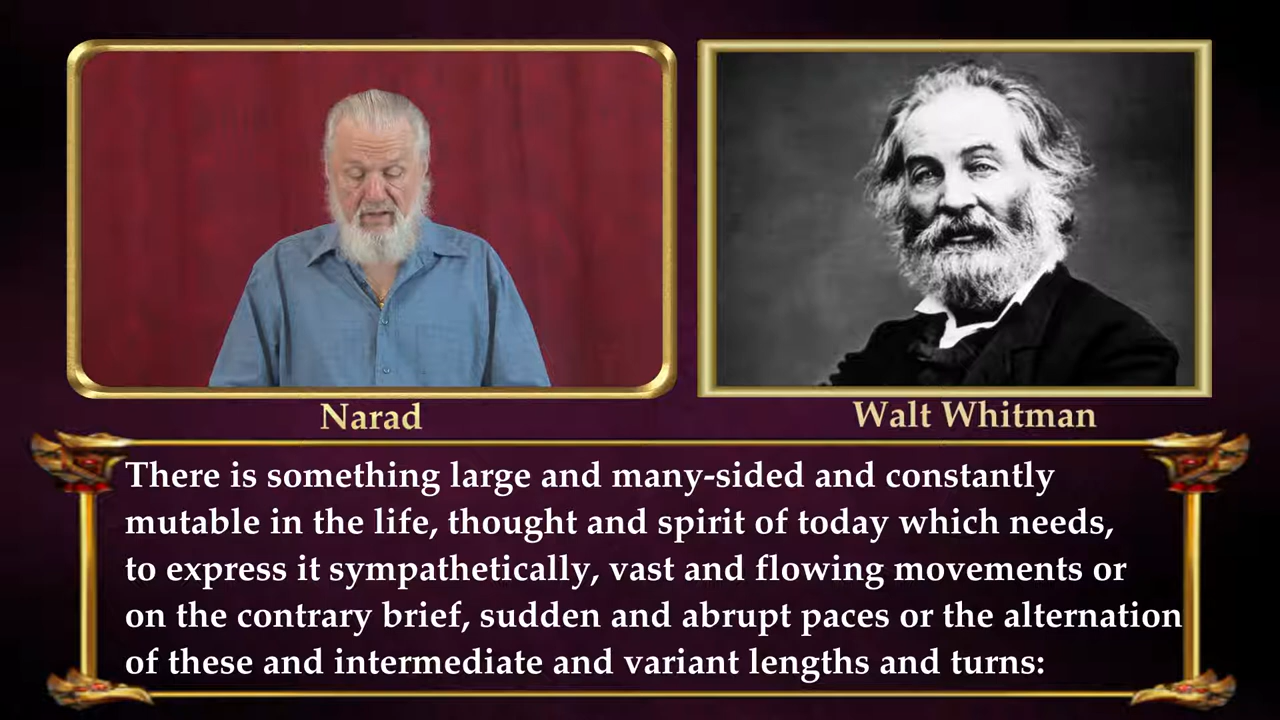 Narad
Walt Whitman
There is something large and many-sided and constantly
mutable in the life, thought and spirit of today which needs,
to express it sympathetically, vast and flowing movements or
on the contrary brief, sudden and abrupt paces or the alternation
of these and intermediate and variant lengths and turns: